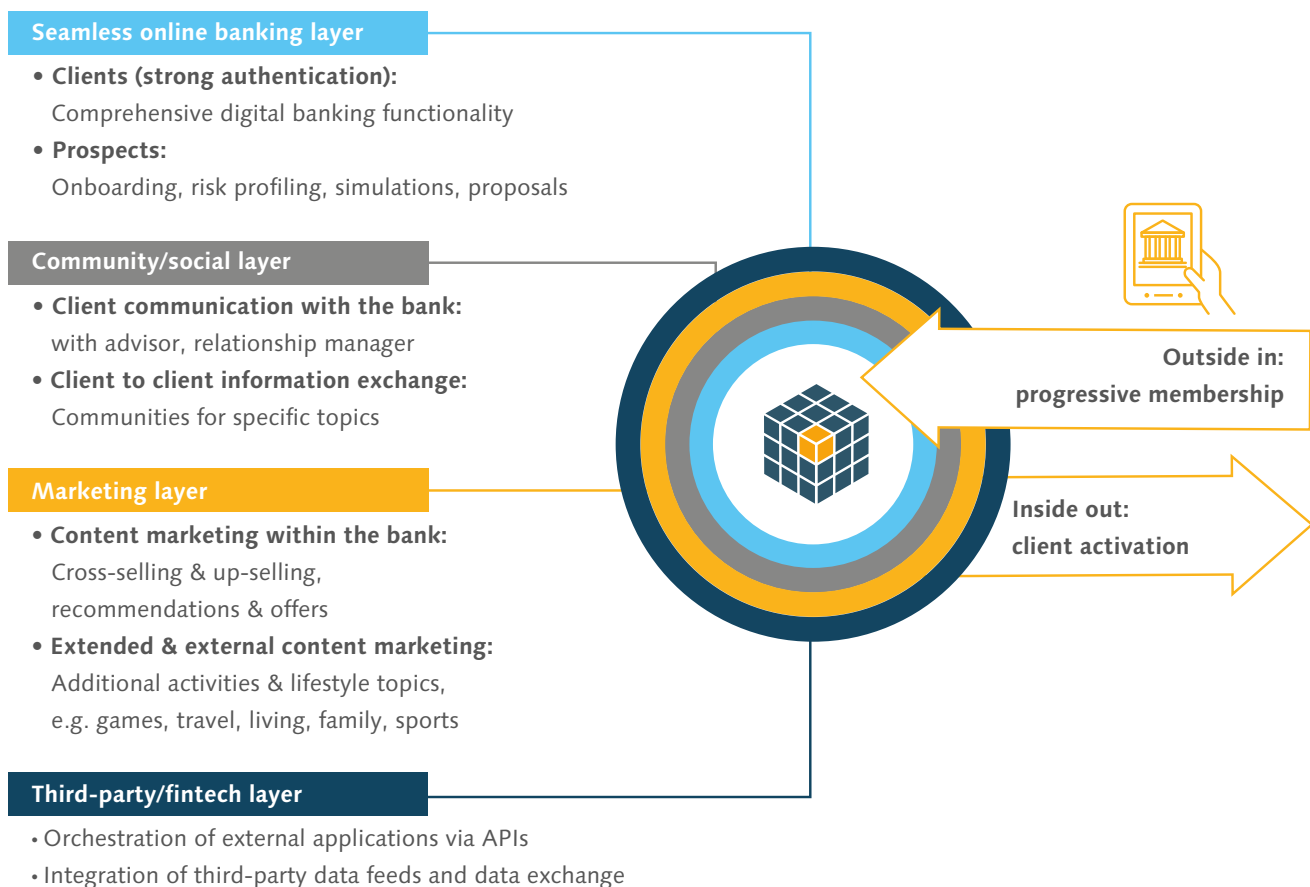 Seamless online banking layer
• Clients (strong authentication):
Comprehensive digital banking functionality
• Prospects:
Onboarding, risk profiling, simulations, proposals
Community/social layer
• Client communication with the bank:
with advisor, relationship manager
• Client to client information exchange:
Communities for specific topics
Marketing layer
• Content marketing within the bank:
Cross-selling & up-selling,
recommendations & offers
• Extended & external content marketing:
Additional activities & lifestyle topics,
e.g. games, travel, living, family, sports
Third-party/fintech layer
• Orchestration of external applications via APIs
• Integration of third-party data feeds and data exchange
Outside in:
progressive membership
Inside out:
client activation